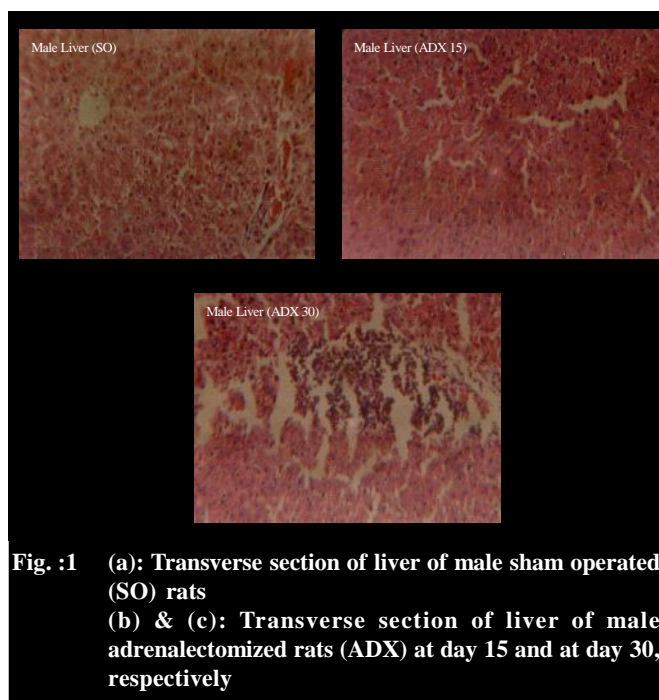 Male Liver (SO)
Male Liver (ADX 15)
Male Liver (ADX 30)
Fig. :1 (a): Transverse section of liver of male sham operated
(SO) rats
(b) & (c): Transverse section of liver of male
adrenalectomized rats (ADX) at day 15 and at day 30,
respectively